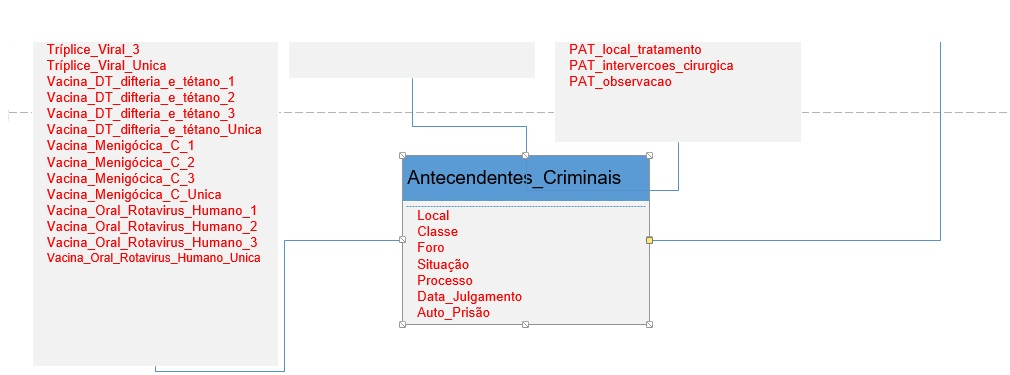 Tríplice_Viral_3
Tríplice_Viral_Unica
Vacina_DT_difteria_e_tétano_1
Vacina_DT_difteria_e_tétano_2
Vacina_DT_difteria_e_tétano_3
Vacina_DT_difteria_e_tétano_Unica
Vacina_Menigócica_C_1
Vacina_Menigócica_C_2
Vacina_Menigócica_C_3
Vacina_Menigócica_C_Unica
Vacina_Oral_Rotavirus_Humano_1
Vacina_Oral_Rotavirus_Humano_2
Vacina_Oral_Rotavirus_Humano_3
Vacina_Oral_Rotavirus_Humano_Unica
PAT_local_tratamento
PAT_intervercoes_cirurgica
PAT_observacao
Antecendentes_Criminais
Local
Classe
Foro
Situação
Processo
Data_Julgamento
Auto_Prisão